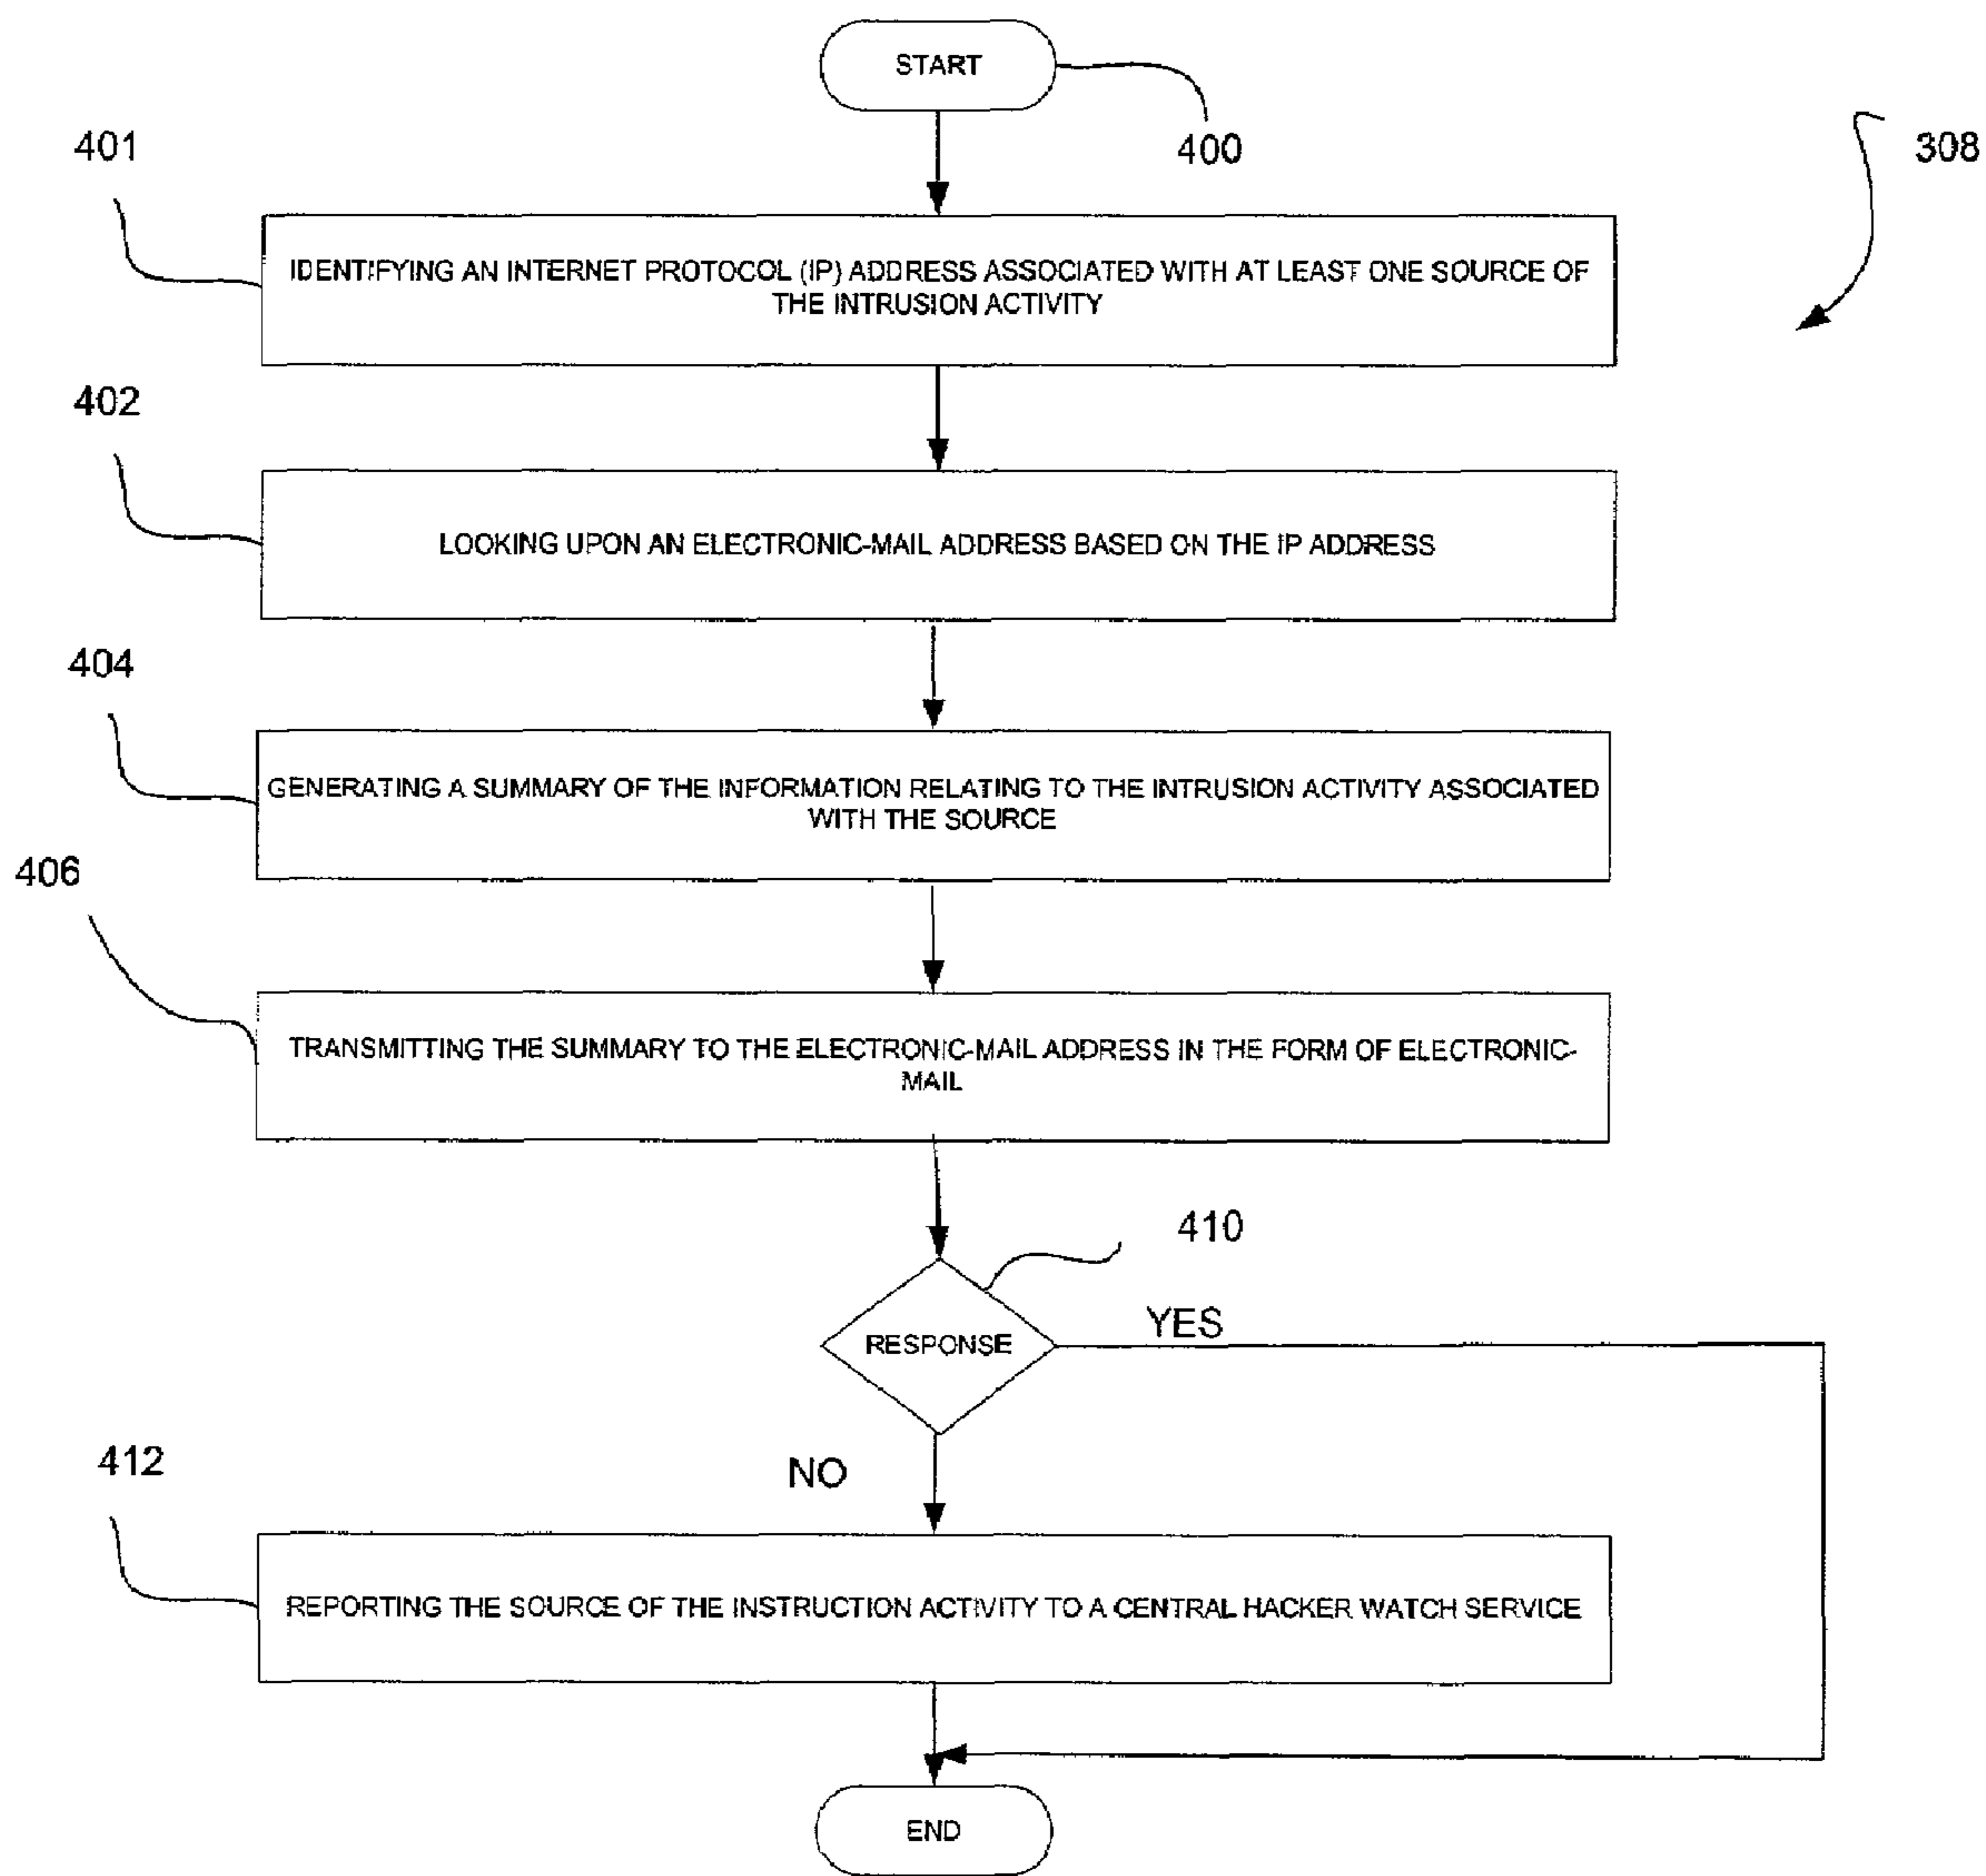 START
400
308
401
IDENTIFYING AN INTERNET PROTOCOL (IP) ADDRESS ASSOCIATED WITH AT LEAST ONE SOURCE OF
THE INTRUSION ACTIVITY
402
LOOKING UPON AN ELECTRONIC-MAIL ADDRESS BASED ON THE IP ADDRESS
404
GENERATING A SUMMARY OF THE INFORMATION RELATING TO THE INTRUSION ACTIVITY ASSOCIATED
WITH THE SOURCE
406
TRANSMITTING THE SUMMARY TO THE ELECTRONIC-MAIL ADDRESS IN THE FORM OF ELECTRONIC-
MAIL
410
RESPONSE
YES
NO
412
REPORTING THE SOURCE OF THE INSTRUCTION ACTIVITY TO A CENTRAL HACKER WATCH SERVICE
END